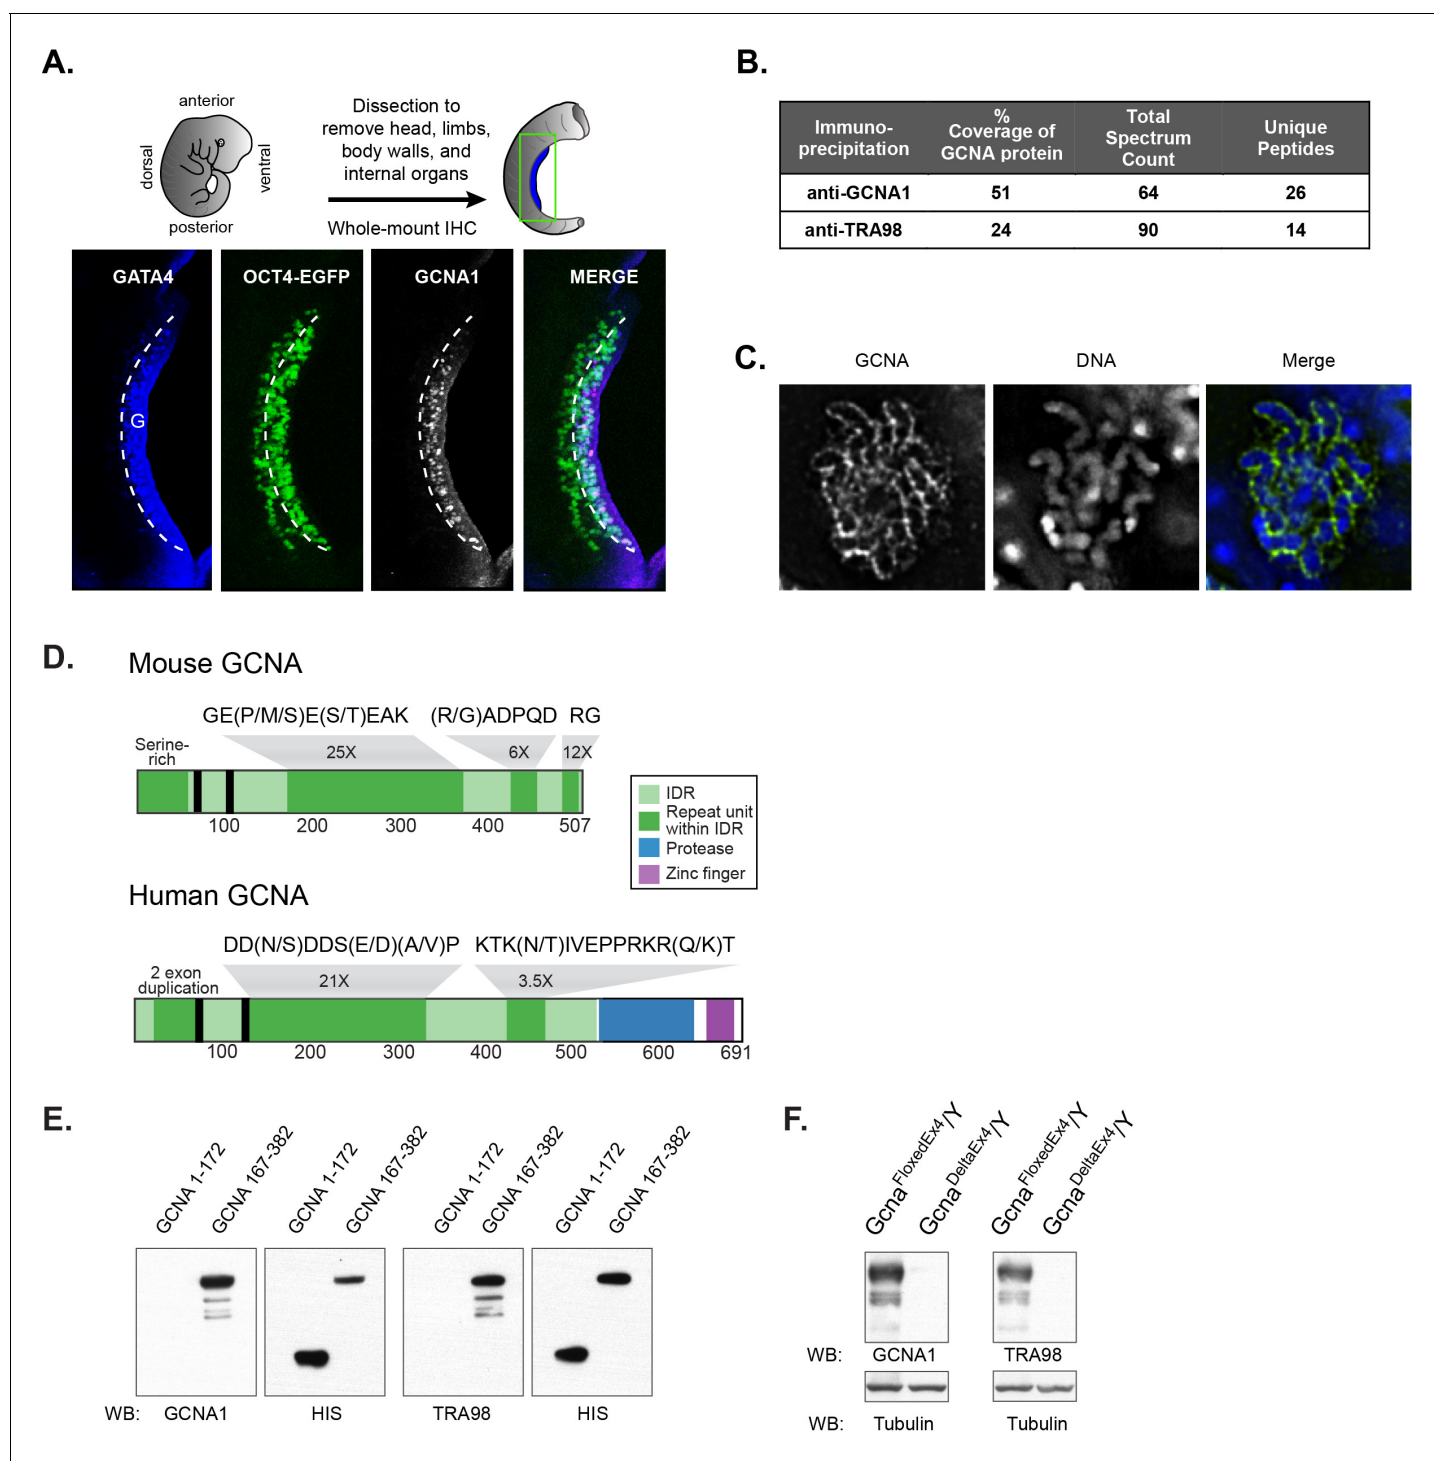 A.
anterior
dorsal
ventral
posterior
Dissection to
remove head, limbs,
body walls, and
internal organs
Whole-mount IHC
GATA4
OCT4-EGFP
GCNA1
MERGE
G
B.
Immuno-
precipitation
%
Coverage of
GCNA protein
Total
Spectrum
Count
Unique
Peptides
anti-GCNA1 51 64 26
anti-TRA98 24 90 14
C.
GCNA
DNA
Merge
D.
Mouse GCNA
GE(P/M/S)E(S/T)EAK (R/G)ADPQD RG
Serine-
rich
25X 6X 12X
100 200 300 400 507
IDR
Repeat unit
within IDR
Protease
Zinc finger
Human GCNA
DD(N/S)DDS(E/D)(A/V)P KTK(N/T)IVEPPRKR(Q/K)T
2 exon
duplication
21X 3.5X
100 200 300 400 500 600 691
E.
GCNA 1-172
GCNA 167-382
GCNA 1-172
GCNA 167-382
GCNA 1-172
GCNA 167-382
GCNA 1-172
GCNA 167-382
WB: GCNA1 HIS TRA98 HIS
F.
GcnaFloxedEx4/Y
GcnaDeltaEx4/Y
GcnaFloxedEx4/Y
GcnaDeltaEx4/Y
WB: GCNA1 TRA98
WB: Tubulin Tubulin